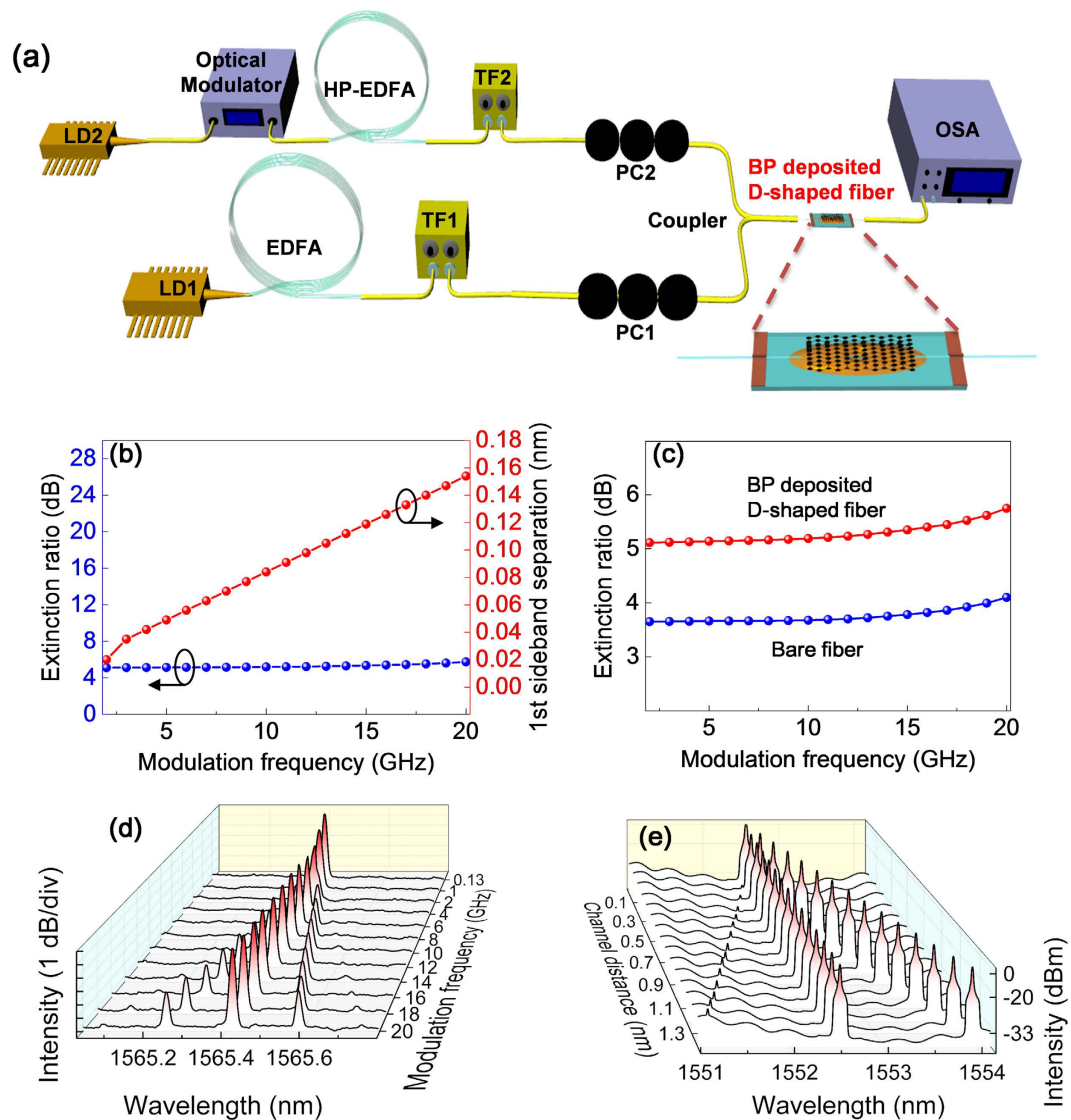 (a)
Optical
Modulator
HP-EDFA
TF2
OSA
LD2
PC2
BP deposited
D-shaped fiber
Coupler
EDFA
TF1
LD1
PC1
(b)
Extinction ratio (dB)
28
24
20
16
12
8
4
0
0.18
0.16
0.14
0.12
0.10
0.08
0.06
0.04
0.02
0.00
1st sideband separation (nm)
5 10 15 20
Modulation frequency (GHz)
(c)
Extinction ratio (dB)
6
5
4
3
BP deposited
D-shaped fiber
Bare fiber
5 10 15 20
Modulation frequency (GHz)
(d)
Intensity (1 dB/div)
0.13
1
2
4
6
8
10
12
14
16
18
20
Modulation frequency (GHz)
1565.2 1565.4 1565.6
Wavelength (nm)
(e)
Channel distance (nm)
0.1
0.3
0.5
0.7
0.9
1.1
1.3
0
-20
-33
Intensity (dBm)
1551 1552 1553 1554
Wavelength (nm)